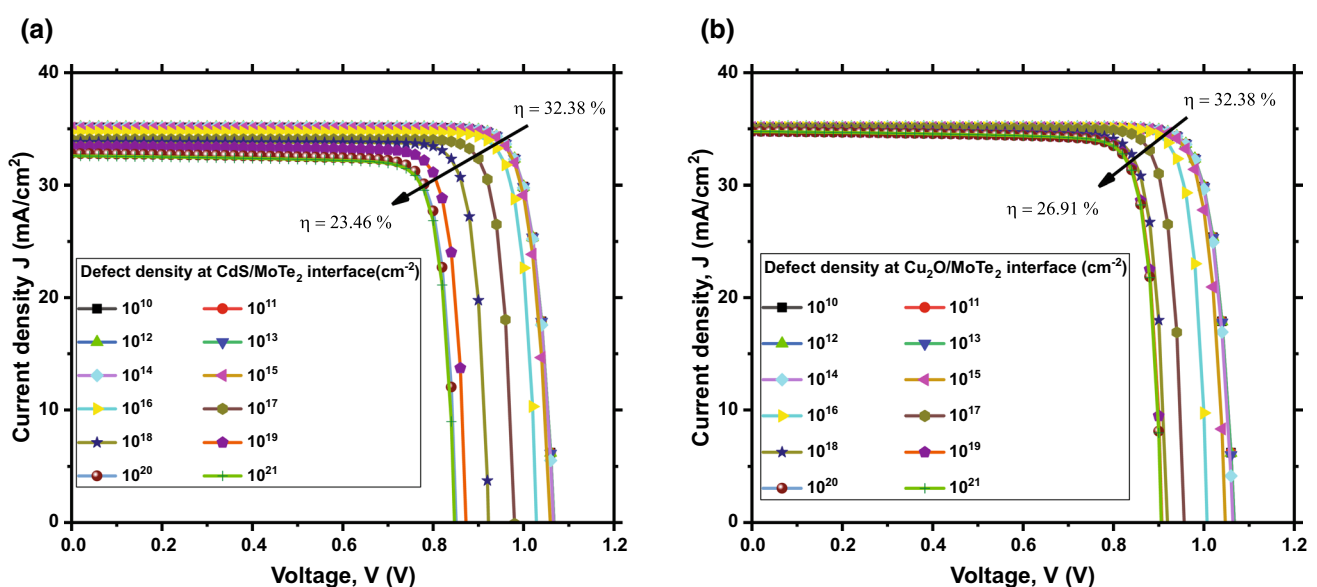 (a)
40
30
20
10
0
0.0 0.2 0.4 0.6 0.8 1.0 1.2
Current density J (mA/cm²)
Voltage, V (V)
η = 32.38 %
η = 23.46 %
Defect density at CdS/MoTe₂ interface(cm⁻²)
10¹⁰ 10¹¹
10¹² 10¹³
10¹⁴ 10¹⁵
10¹⁶ 10¹⁷
10¹⁸ 10¹⁹
10²⁰ 10²¹
(b)
40
30
20
10
0
0.0 0.2 0.4 0.6 0.8 1.0 1.2
Current density, J (mA/cm²)
Voltage, V (V)
η = 32.38 %
η = 26.91 %
Defect density at Cu₂O/MoTe₂ interface (cm⁻²)
10¹⁰ 10¹¹
10¹² 10¹³
10¹⁴ 10¹⁵
10¹⁶ 10¹⁷
10¹⁸ 10¹⁹
10²⁰ 10²¹